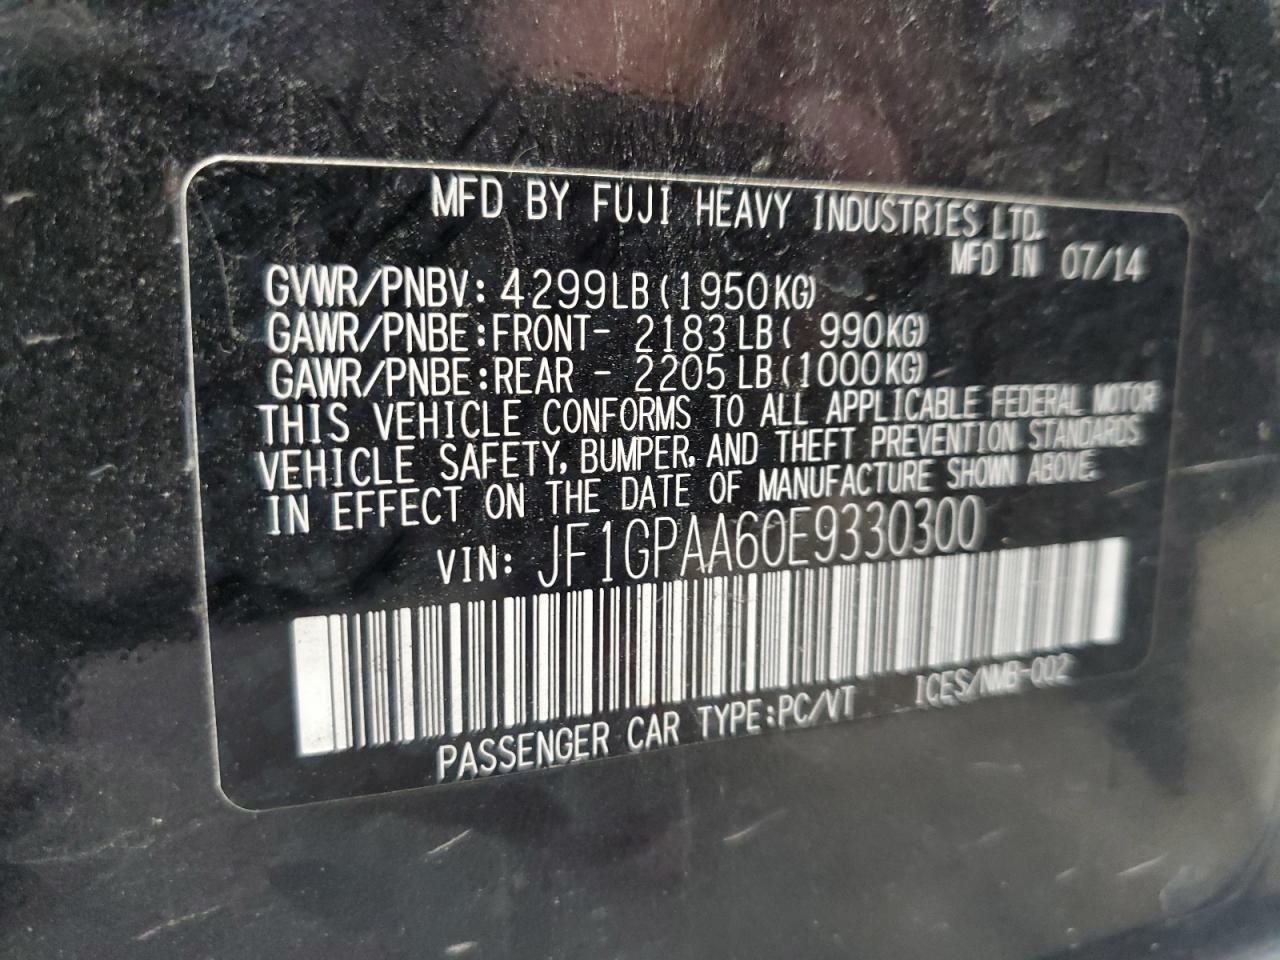 MFD BY FUJI HEAVY INDUSTRIES LTD.
MFD IN 07/14
GVWR/PNBV: 4299LB(1950KG)
GAWR/PNBE:FRONT- 2183LB( 990KG)
GAWR/PNBE:REAR - 2205LB(1000KG)
THIS VEHICLE CONFORMS TO ALL APPLICABLE FEDERAL MOTOR
VEHICLE SAFETY, BUMPER, AND THEFT PREVENTION STANDARDS
IN EFFECT ON THE DATE OF MANUFACTURE SHOWN ABOVE.
VIN: JF1GPAA60E9330300
PASSENGER CAR TYPE:PC/VT ICES/NMB-002